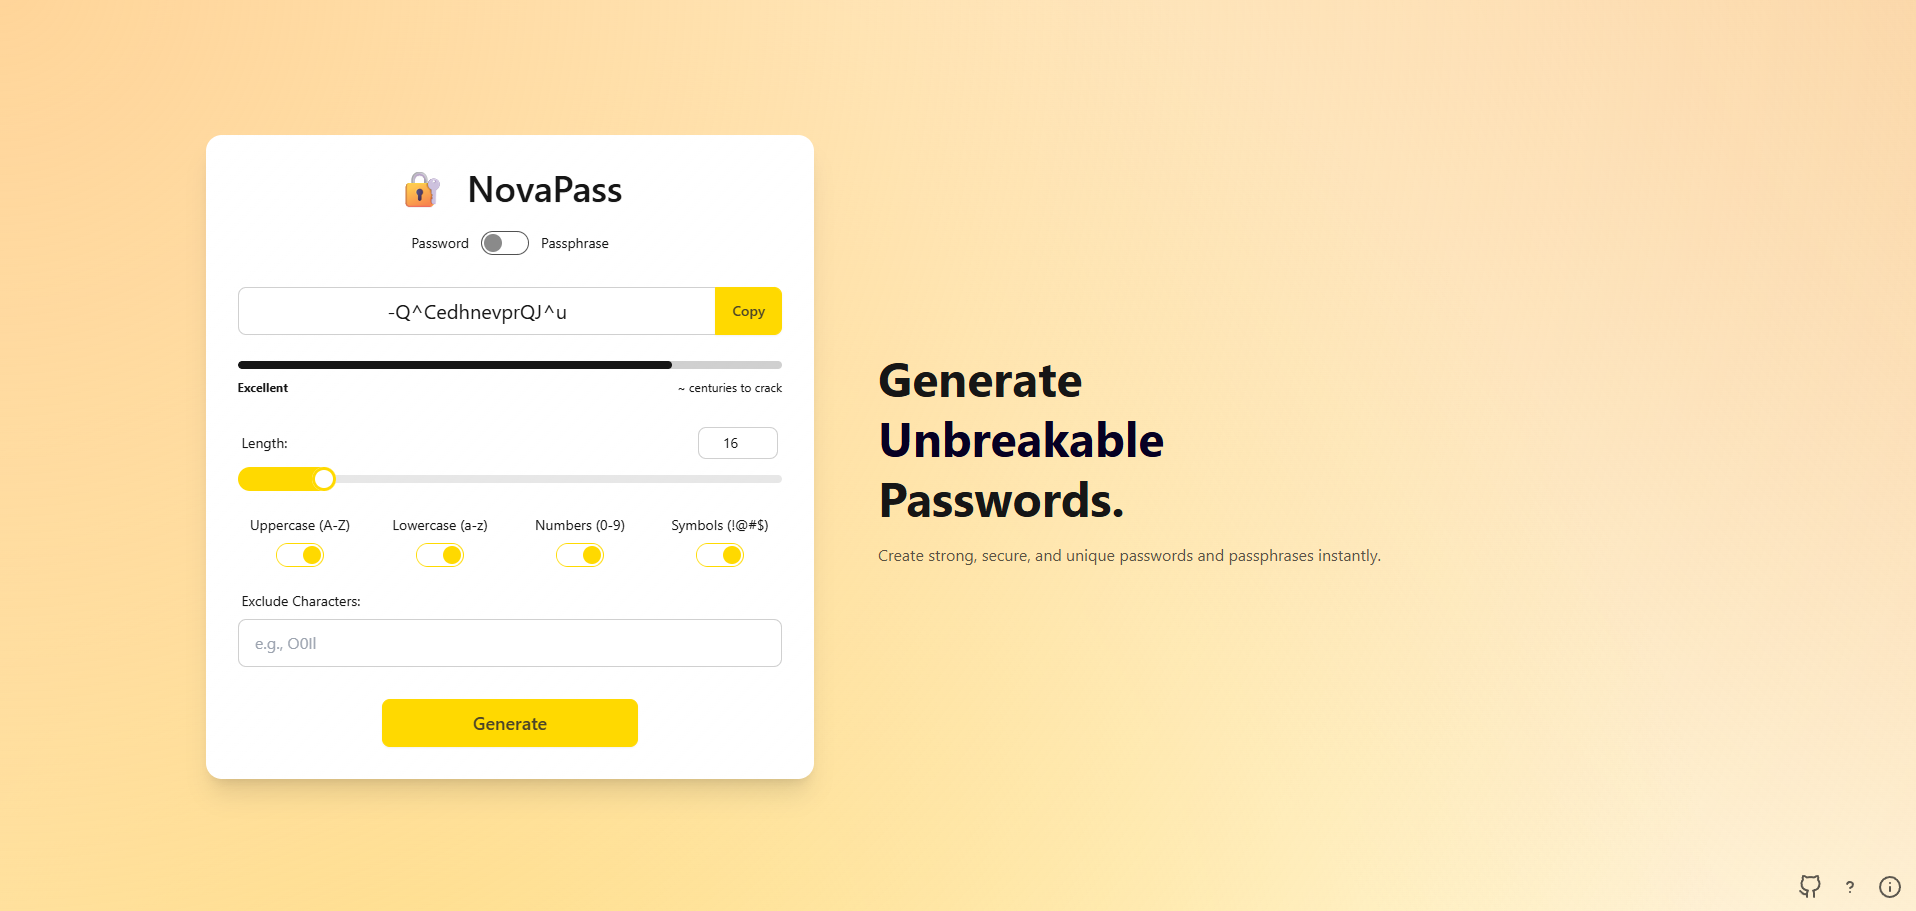 NovaPass
Password Passphrase
-Q^CedhnevprQJ^u Copy
Excellent ~ centuries to crack
Length: 16
Uppercase (A-Z) Lowercase (a-z) Numbers (0-9) Symbols (!@#$)
Exclude Characters:
e.g., O0Il
Generate
Generate
Unbreakable
Passwords.
Create strong, secure, and unique passwords and passphrases instantly.
?